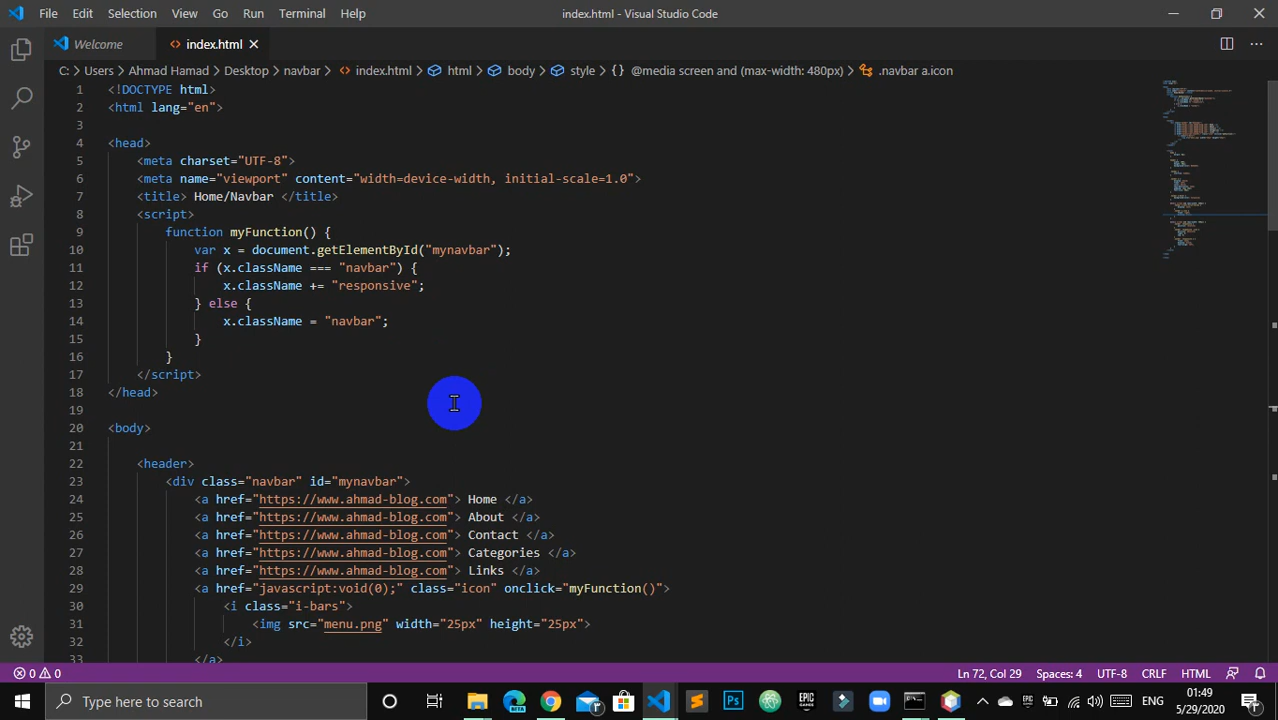 File Edit Selection View Go Run Terminal Help index.html - Visual Studio Code
Welcome index.html
C: > Users > Ahmad Hamad > Desktop > navbar > index.html > html > body > style > {} @media screen and (max-width: 480px) > .navbar a.icon
1 <!DOCTYPE html>
2 <html lang="en">
3
4 <head>
5 <meta charset="UTF-8">
6 <meta name="viewport" content="width=device-width, initial-scale=1.0">
7 <title> Home/Navbar </title>
8 <script>
9 function myFunction() {
10 var x = document.getElementById("mynavbar");
11 if (x.className === "navbar") {
12 x.className += "responsive";
13 } else {
14 x.className = "navbar";
15 }
16 }
17 </script>
18 </head>
19
20 <body>
21
22 <header>
23 <div class="navbar" id="mynavbar">
24 <a href="https://www.ahmad-blog.com"> Home </a>
25 <a href="https://www.ahmad-blog.com"> About </a>
26 <a href="https://www.ahmad-blog.com"> Contact </a>
27 <a href="https://www.ahmad-blog.com"> Categories </a>
28 <a href="https://www.ahmad-blog.com"> Links </a>
29 <a href="javascript:void(0);" class="icon" onclick="myFunction()">
30 <i class="i-bars">
31 <img src="menu.png" width="25px" height="25px">
32 </i>
33 </a>
0 0 Ln 72, Col 29 Spaces: 4 UTF-8 CRLF HTML
Type here to search BETA Ps EPIC GAMES ENG 01:49
5/29/2020